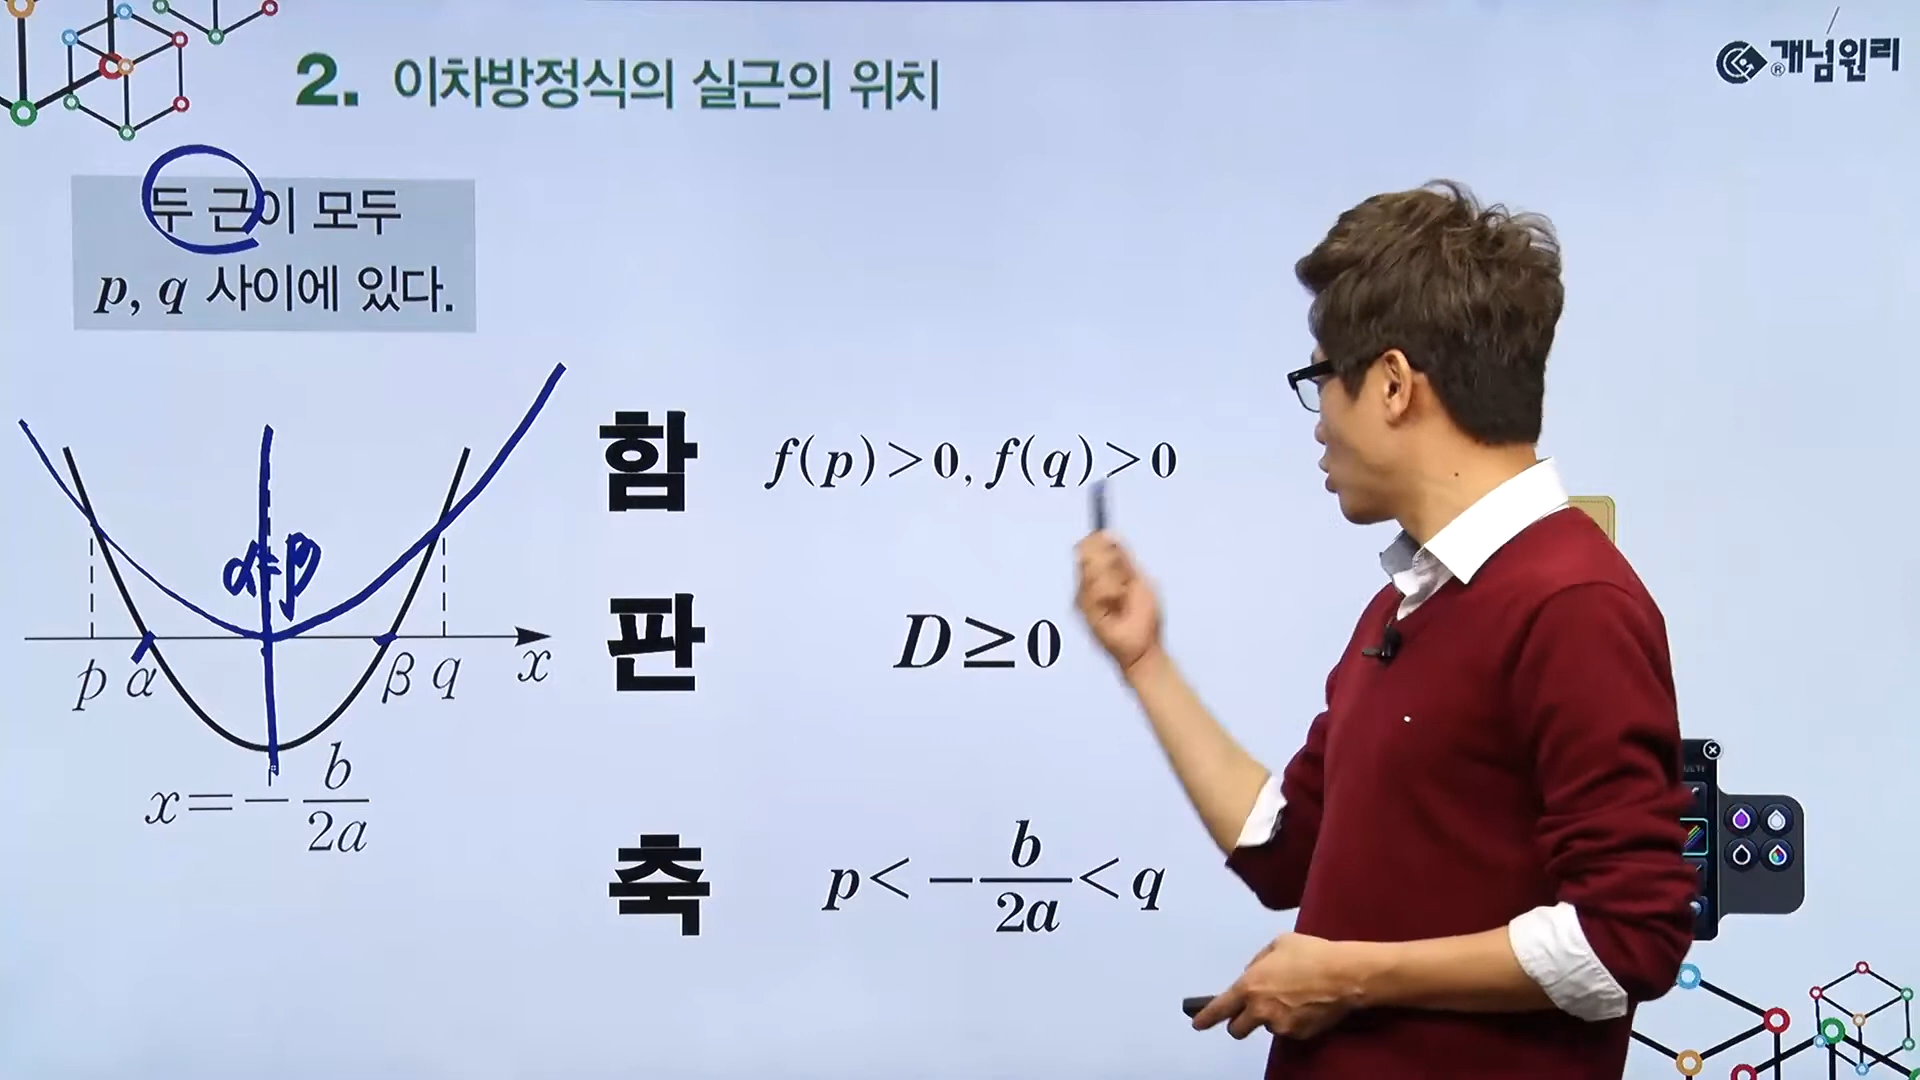 2. 이차방정식의 실근의 위치
®개념원리
두 근이 모두
p, q 사이에 있다.
α=β
p α β q x
x=-b/2a
함 f(p)>0, f(q)>0
판 D≥0
축 p<-b/2a<q